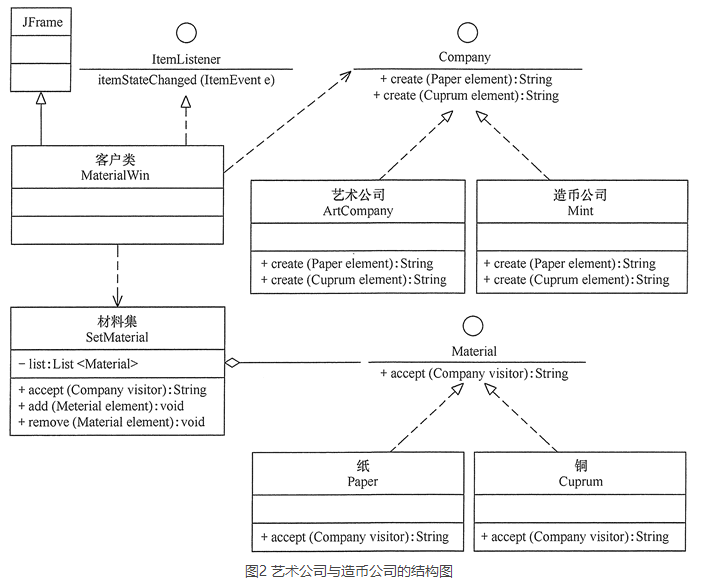 JFrame
ItemListener
itemStateChanged (ItemEvent e)
Company
+ create (Paper element): String
+ create (Cuprum element): String
客户类
MaterialWin
艺术公司
ArtCompany
+ create (Paper element): String
+ create (Cuprum element): String
造币公司
Mint
+ create (Paper element): String
+ create (Cuprum element): String
材料集
SetMaterial
− list: List <Material>
+ accept (Company visitor): String
+ add (Meterial element): void
+ remove (Material element): void
Material
+ accept (Company visitor): String
纸
Paper
+ accept (Company visitor): String
铜
Cuprum
+ accept (Company visitor): String
图2 艺术公司与造币公司的结构图